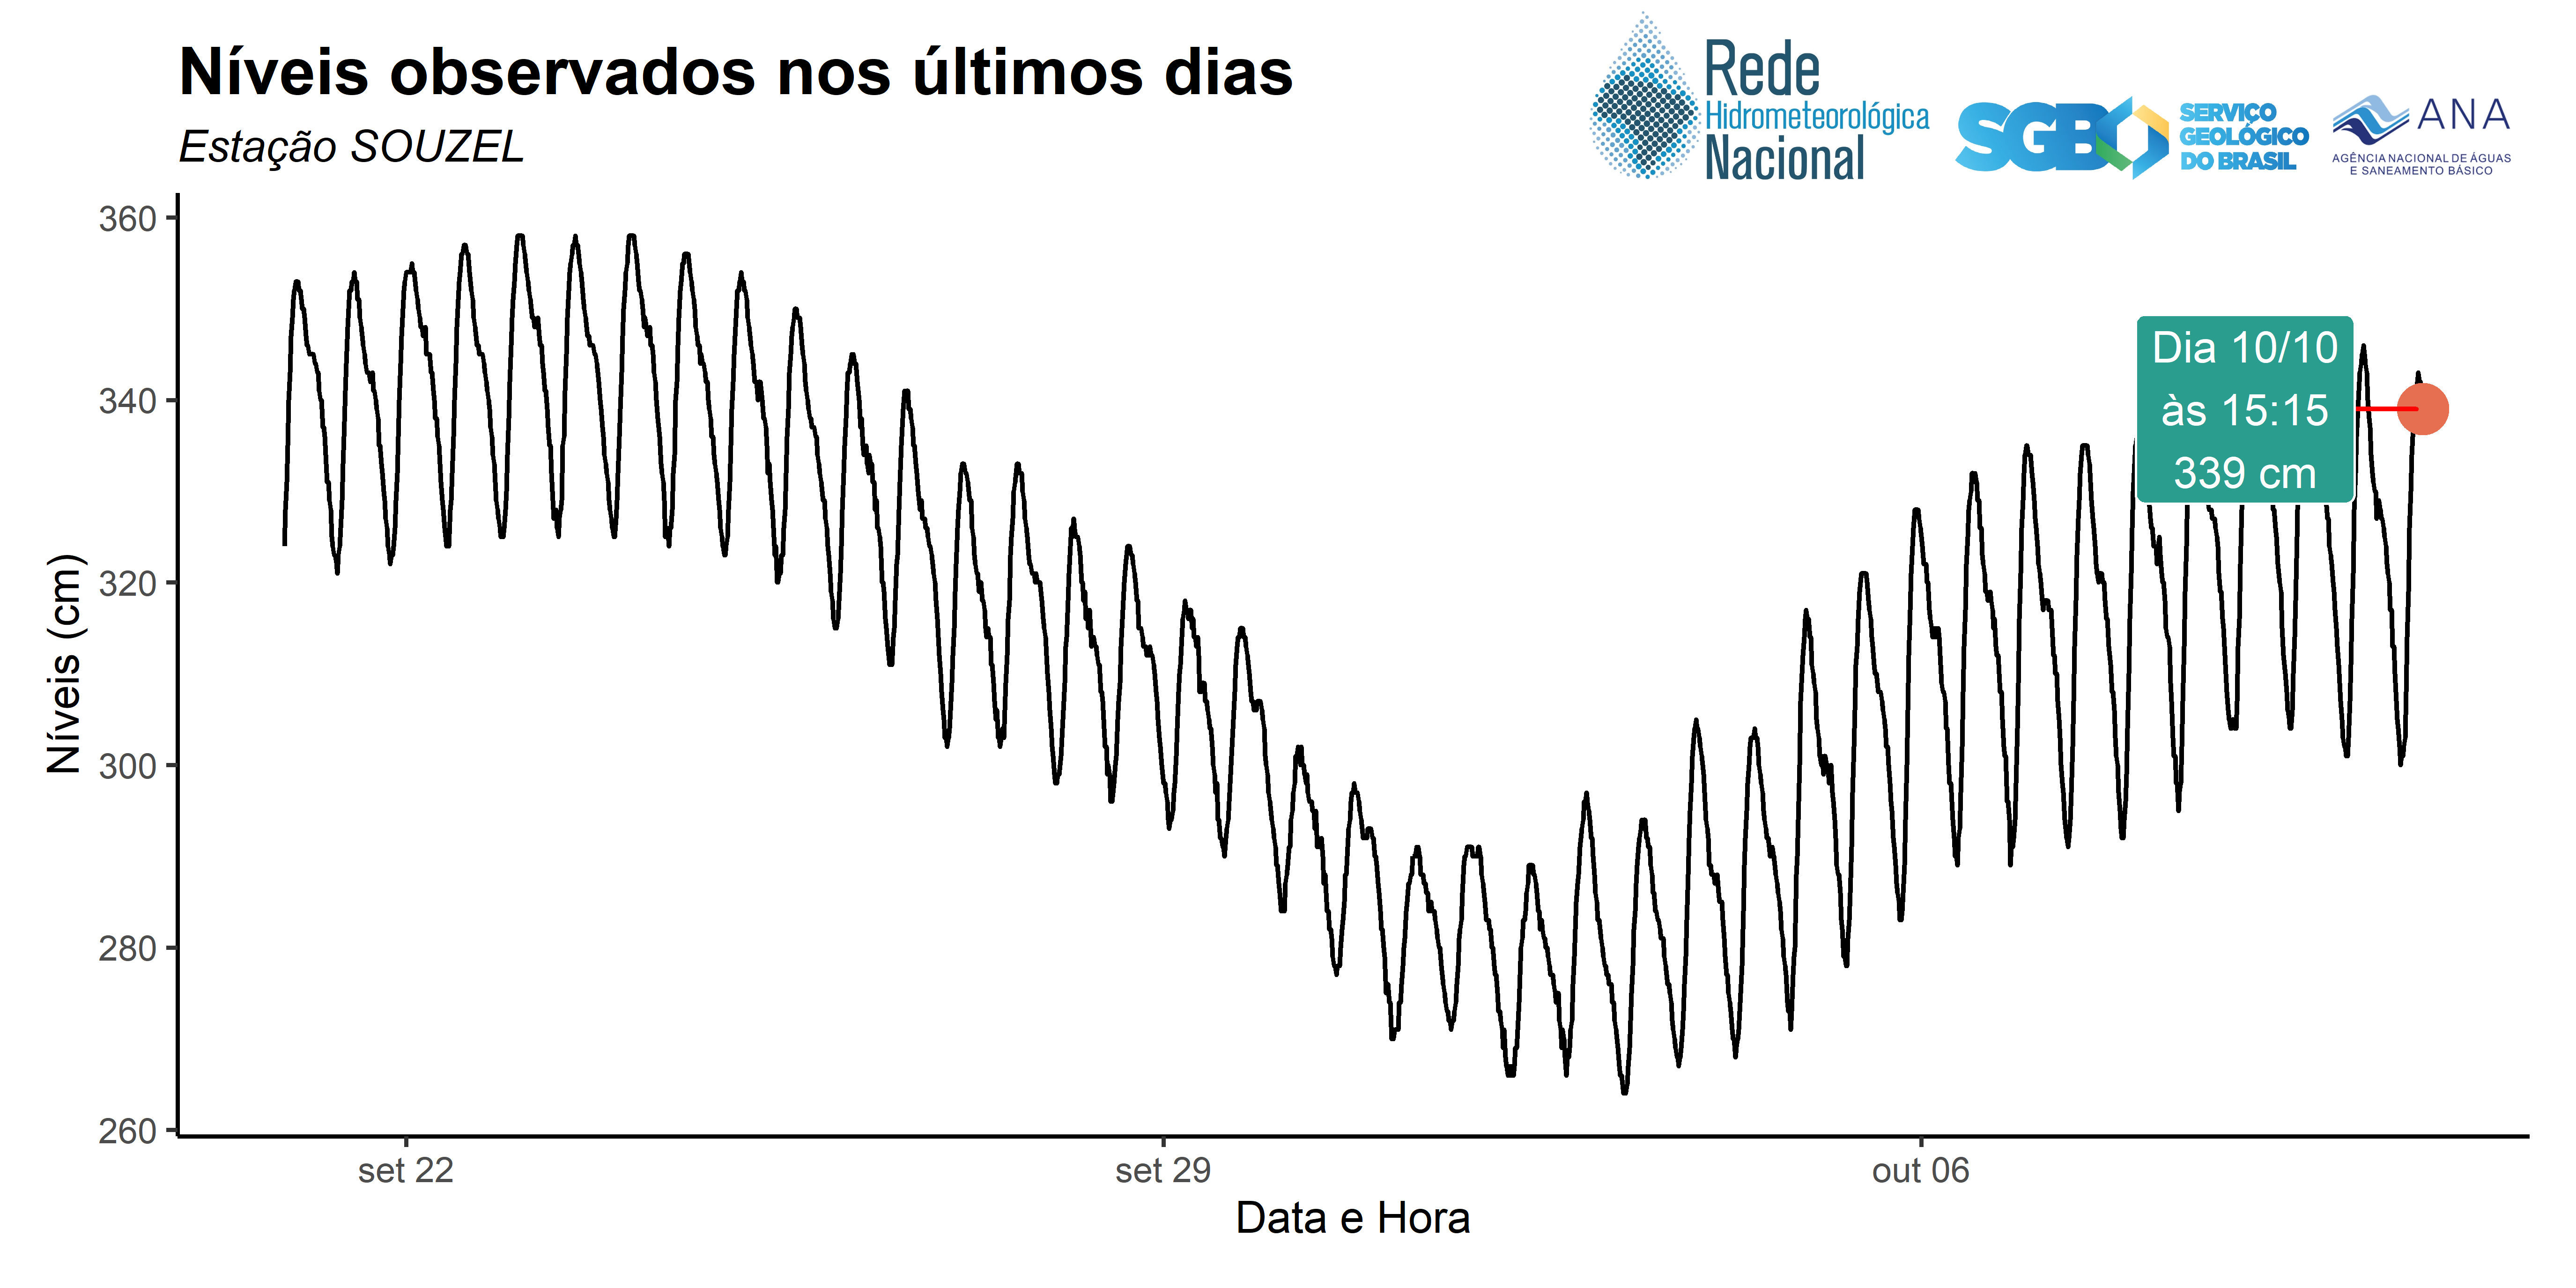 Níveis observados nos últimos dias
Estação SOUZEL
Rede
Hidrometeorológica
Nacional
SGB
SERVIÇO
GEOLÓGICO
DO BRASIL
ANA
AGÊNCIA NACIONAL DE ÁGUAS
E SANEAMENTO BÁSICO
Níveis (cm)
360
340
320
300
280
260
Dia 10/10
às 15:15
339 cm
set 22
set 29
out 06
Data e Hora